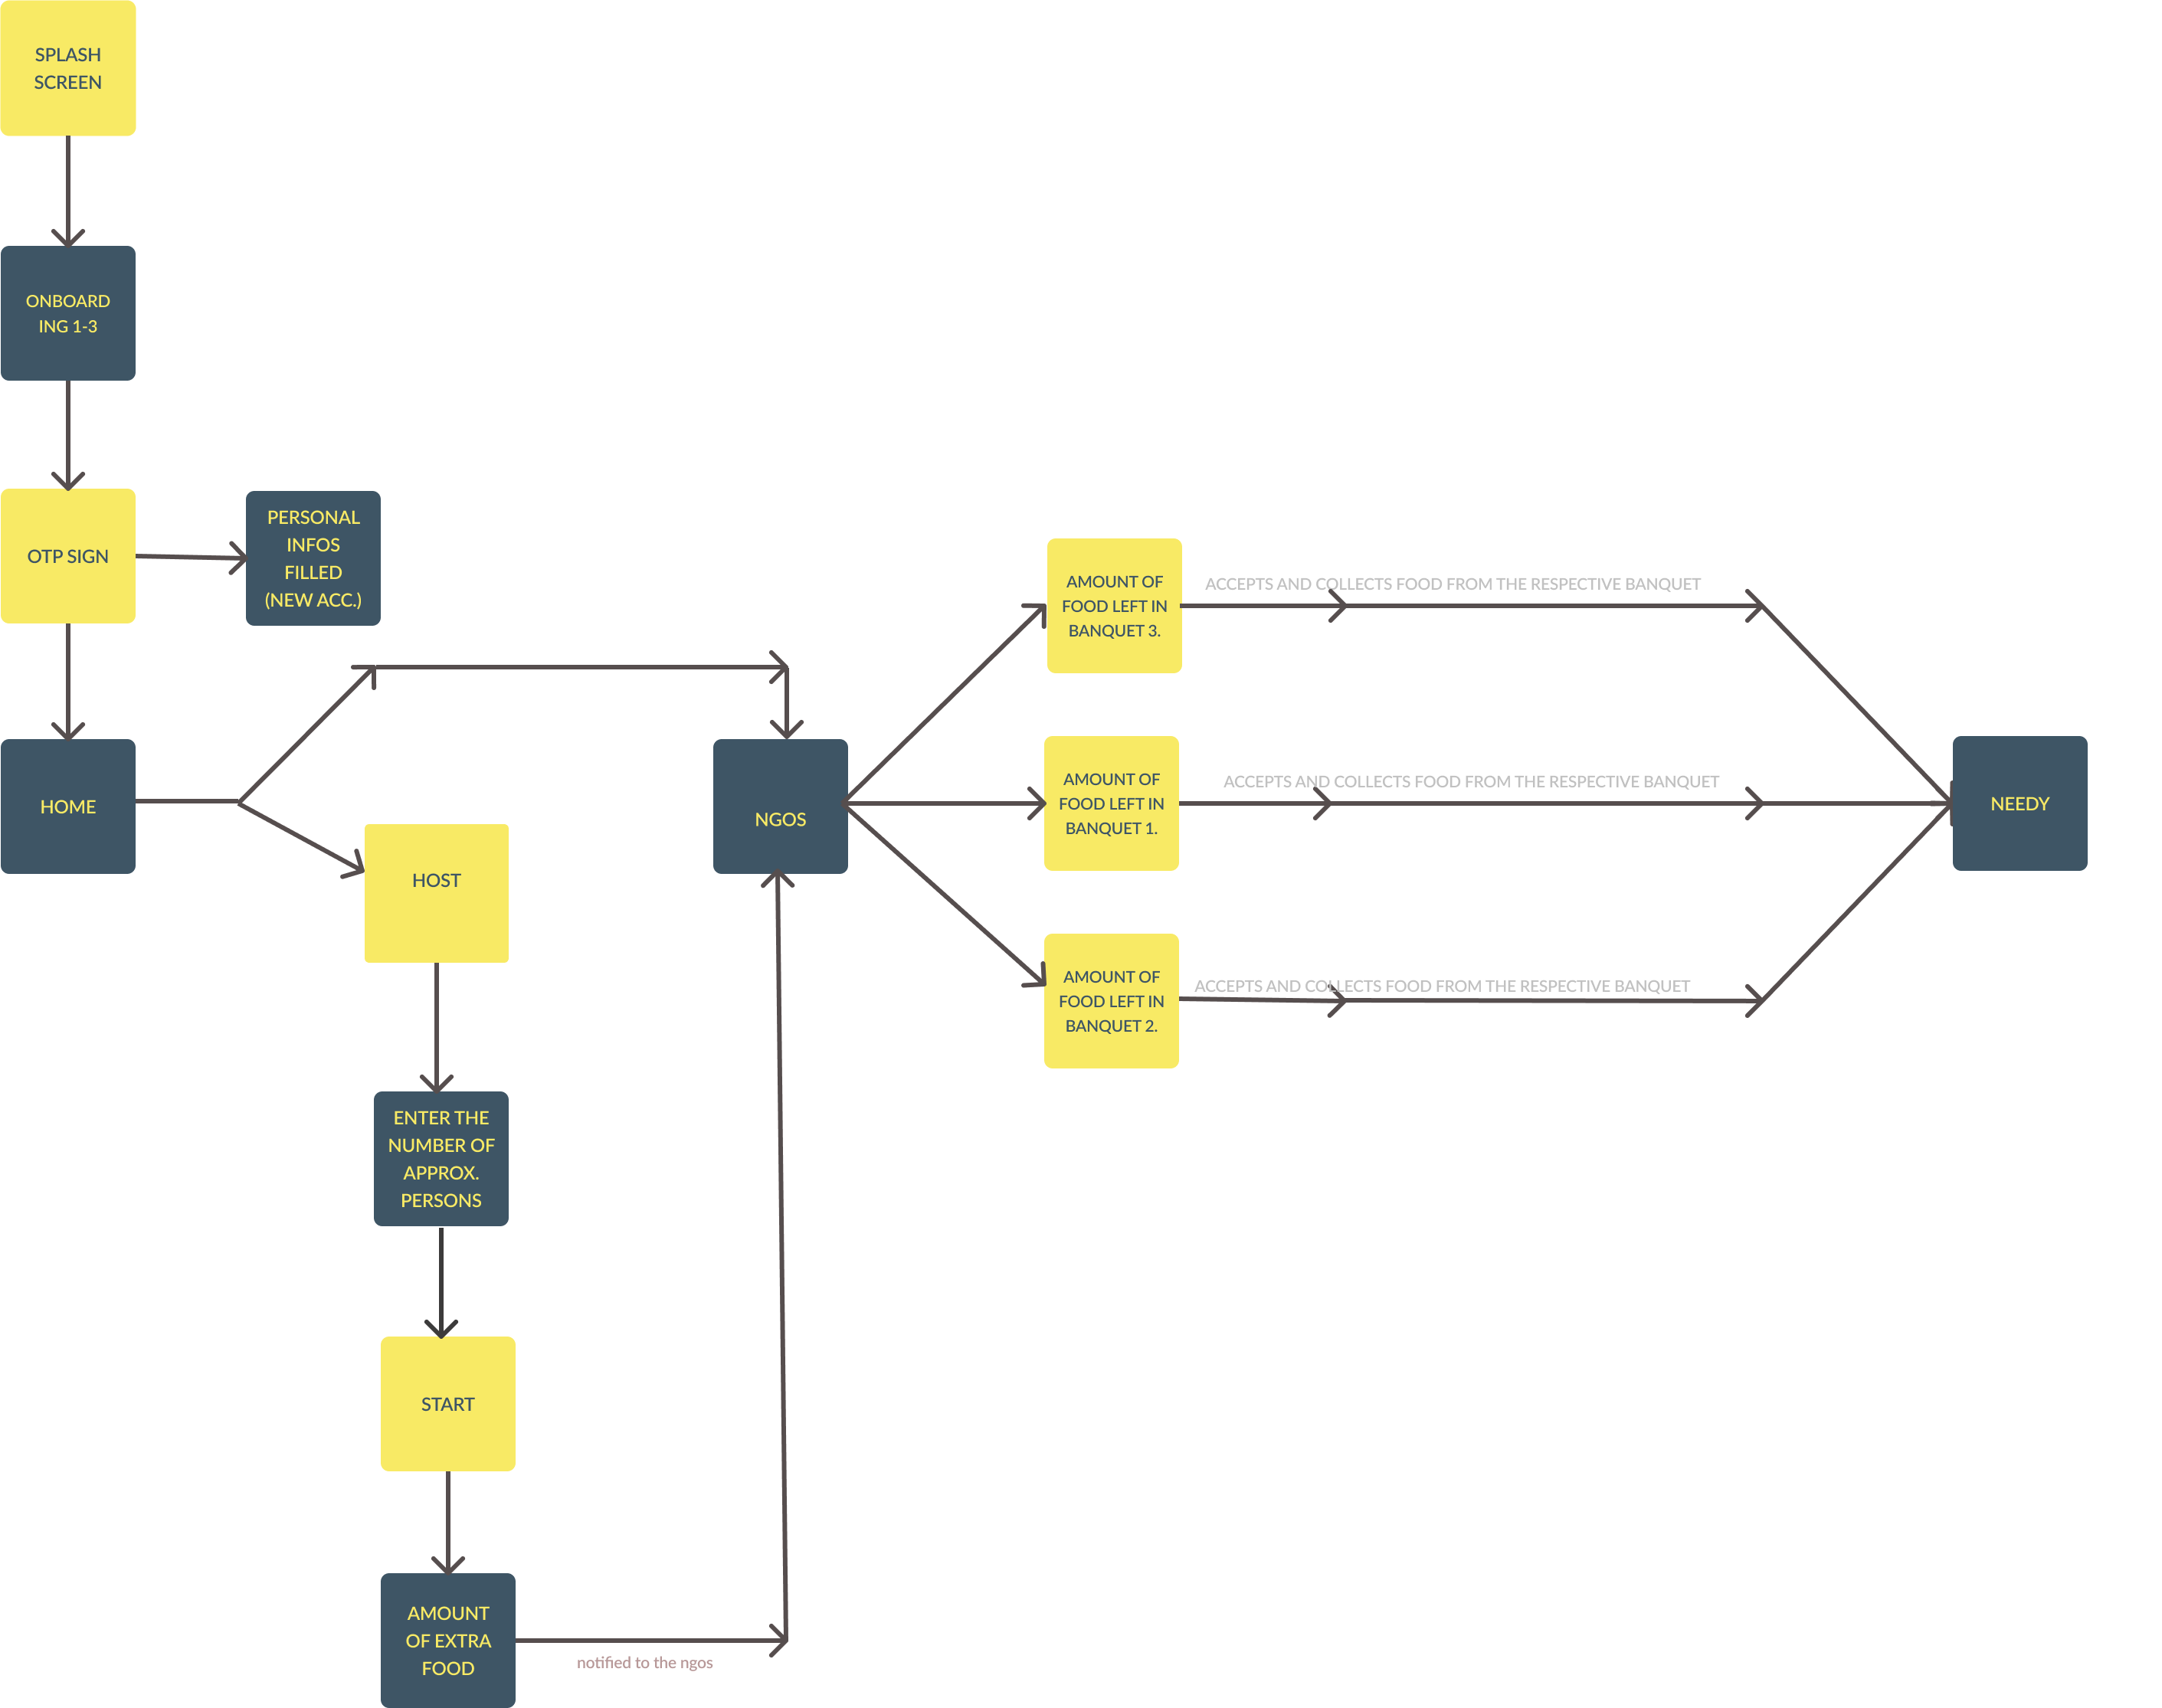 SPLASH
SCREEN
ONBOARD
ING 1-3
OTP SIGN
PERSONAL
INFOS
FILLED
(NEW ACC.)
HOME
HOST
ENTER THE
NUMBER OF
APPROX.
PERSONS
START
AMOUNT
OF EXTRA
FOOD
notified to the ngos
NGOS
AMOUNT OF
FOOD LEFT IN
BANQUET 3.
ACCEPTS AND COLLECTS FOOD FROM THE RESPECTIVE BANQUET
AMOUNT OF
FOOD LEFT IN
BANQUET 1.
ACCEPTS AND COLLECTS FOOD FROM THE RESPECTIVE BANQUET
AMOUNT OF
FOOD LEFT IN
BANQUET 2.
ACCEPTS AND COLLECTS FOOD FROM THE RESPECTIVE BANQUET
NEEDY